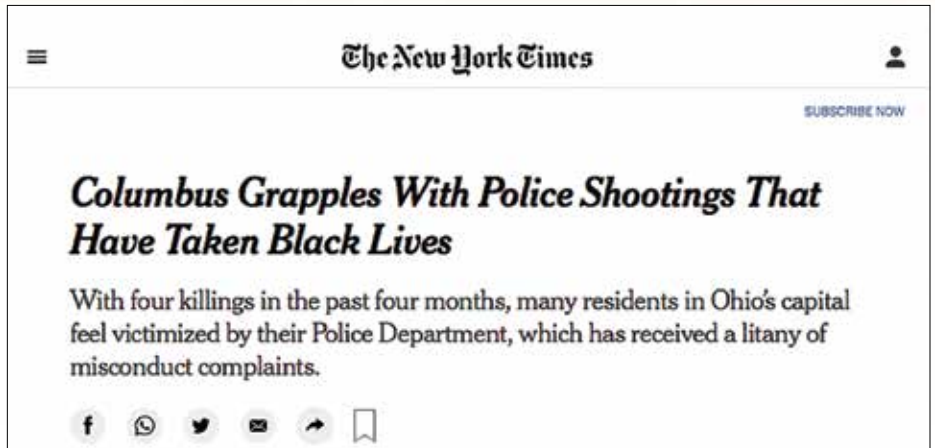 The New York Times
SUBSCRIBE NOW
Columbus Grapples With Police Shootings That
Have Taken Black Lives
With four killings in the past four months, many residents in Ohio's capital
feel victimized by their Police Department, which has received a litany of
misconduct complaints.